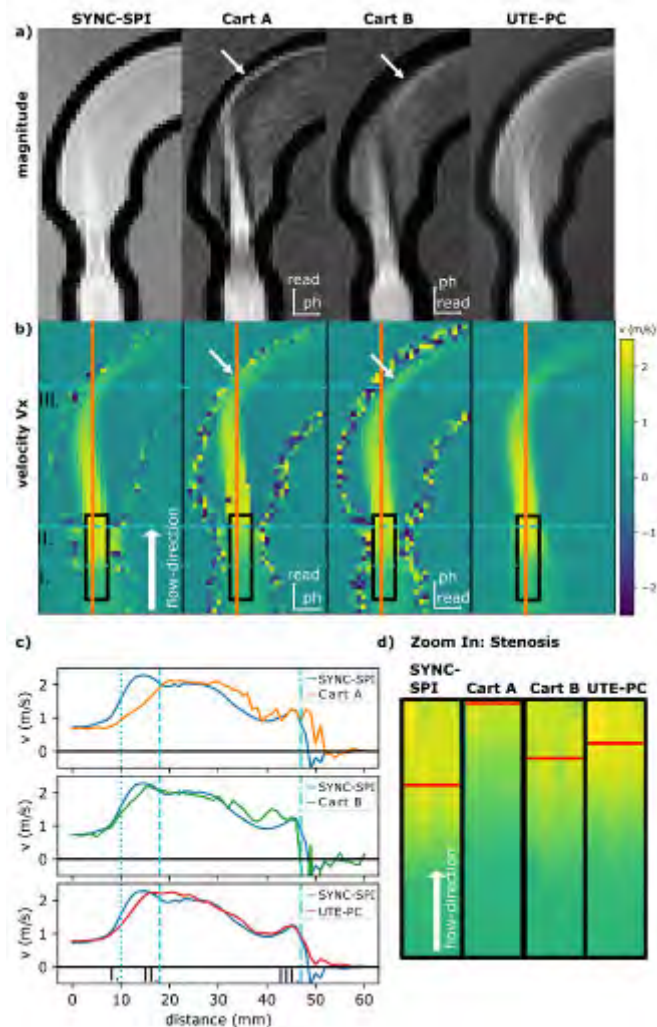 SYNC-SPI Cart A Cart B UTE-PC
a)
magnitude
read
ph
ph
read
b)
velocity Vx
III.
II.
I.
flow-direction
read
ph
ph
read
v (m/s)
2
1
0
−1
−2
c)
v (m/s)
2
1
0
SYNC-SPI
Cart A
v (m/s)
2
1
0
SYNC-SPI
Cart B
v (m/s)
2
1
0
SYNC-SPI
UTE-PC
I II III
0 10 20 30 40 50 60
distance (mm)
d) Zoom In: Stenosis
SYNC-
SPI Cart A Cart B UTE-PC
flow-direction